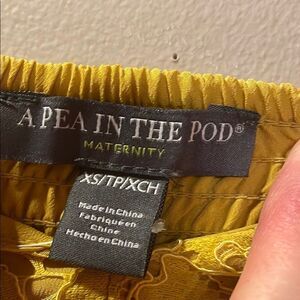 A PEA IN THE POD®
MATERNITY
XS/TP/XCH
Made in China
Fabriqué en
Chine
Hecho en China